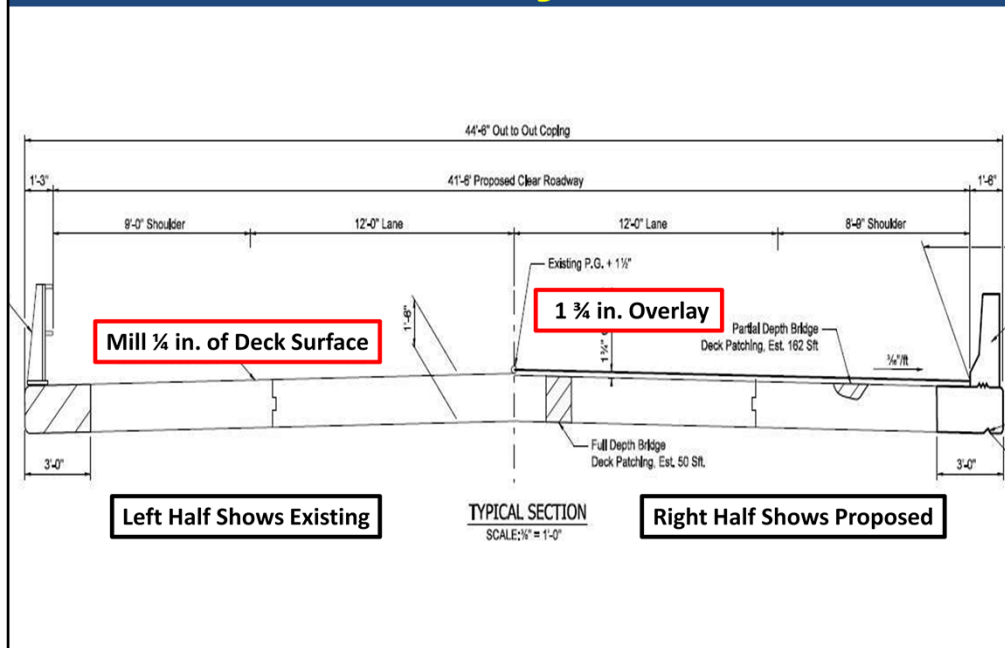 44'-6" Out to Out Coping
1'-3"
41'-6' Proposed Clear Roadway
1'-6"
9'-0" Shoulder
12'-0" Lane
12'-0" Lane
8'-9" Shoulder
Existing P.G. + 1½"
1 ¾ in. Overlay
Mill ¼ in. of Deck Surface
1'-6"
1¾"
Partial Depth Bridge
Deck Patching, Est. 162 Sft
³⁄₁₆"/ft
Full Depth Bridge
Deck Patching, Est. 50 Sft.
3'-0"
3'-0"
Left Half Shows Existing
TYPICAL SECTION
SCALE:⅜" = 1'-0"
Right Half Shows Proposed